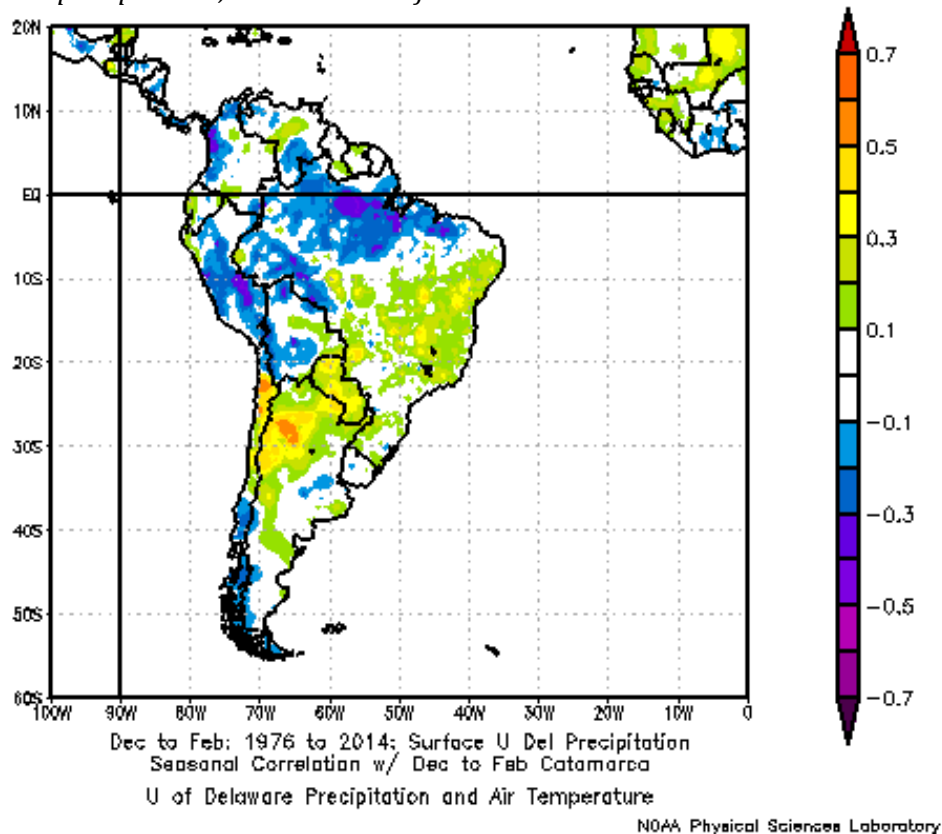 20N
10N
EQ
10S
20S
30S
40S
50S
60S
100W 90W 80W 70W 60W 50W 40W 30W 20W 10W 0
0.7
0.5
0.3
0.1
-0.1
-0.3
-0.5
-0.7
Dec to Feb: 1976 to 2014: Surface U Del Precipitation
Seasonal Correlation w/ Dec to Feb Catamarca
U of Delaware Precipitation and Air Temperature
NOAA Physical Sciences Laboratory